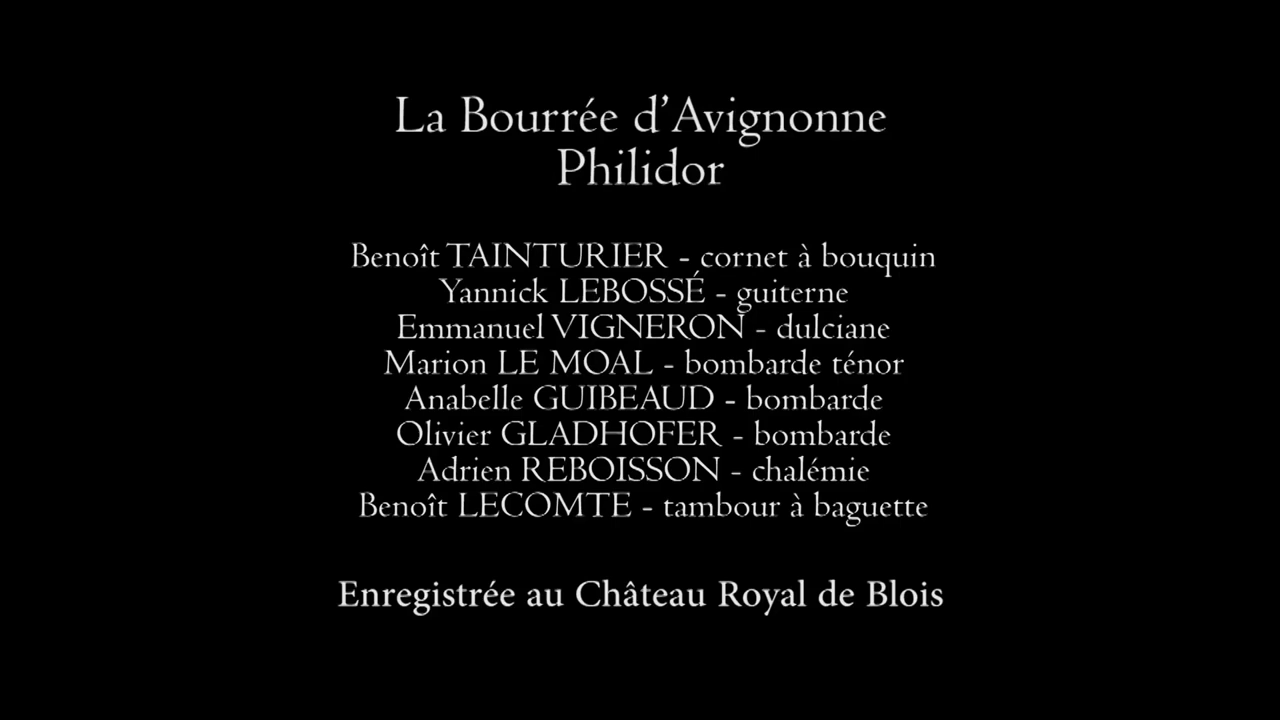 La Bourrée d'Avignonne
Philidor
Benoît TAINTURIER - cornet à bouquin
Yannick LEBOSSÉ - guiterne
Emmanuel VIGNERON - dulciane
Marion LE MOAL - bombarde ténor
Anabelle GUIBEAUD - bombarde
Olivier GLADHOFER - bombarde
Adrien REBOISSON - chalémie
Benoît LECOMTE - tambour à baguette
Enregistrée au Château Royal de Blois